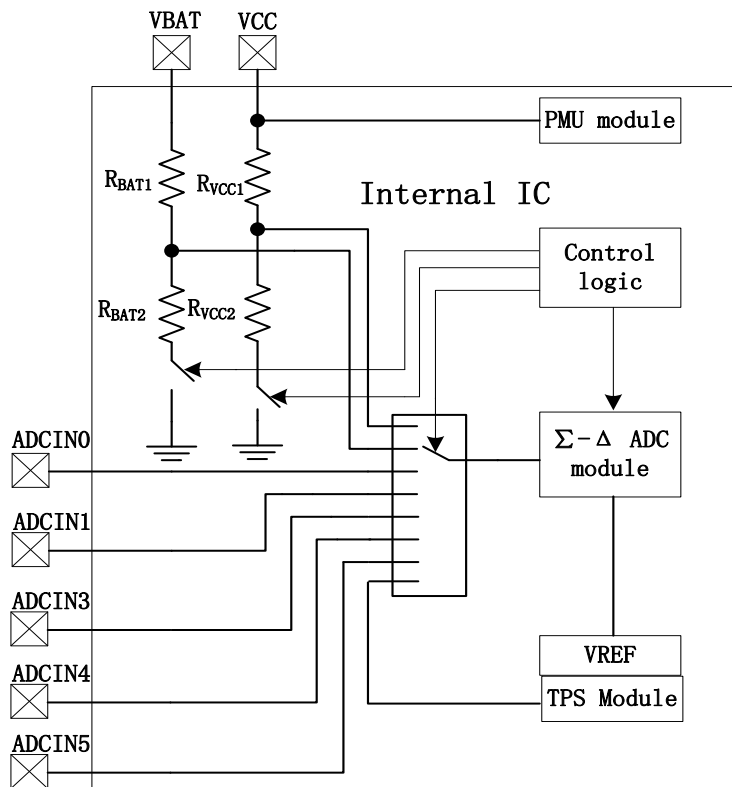 VBAT
VCC
PMU module
RBAT1
RVCC1
Internal IC
Control
logic
RBAT2
RVCC2
ADCIN0
Σ-Δ ADC
module
ADCIN1
ADCIN3
VREF
ADCIN4
TPS Module
ADCIN5